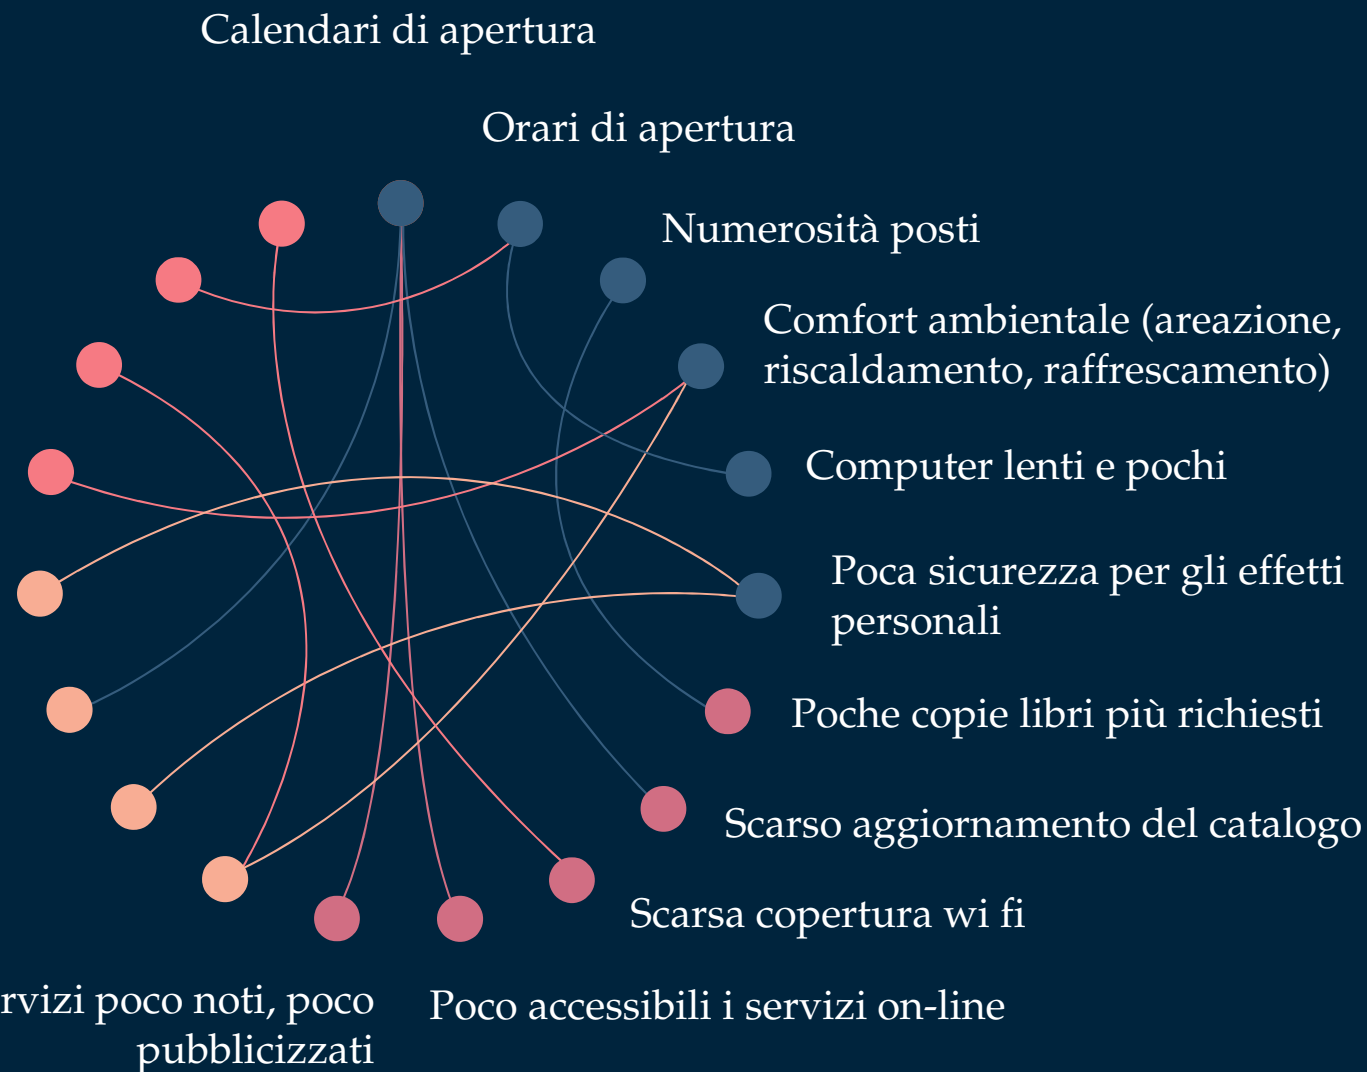 Calendari di apertura
Orari di apertura
Numerosità posti
Comfort ambientale (areazione,
riscaldamento, raffrescamento)
Computer lenti e pochi
Poca sicurezza per gli effetti
personali
Poche copie libri più richiesti
Scarso aggiornamento del catalogo
Scarsa copertura wi fi
Poco accessibili i servizi on-line
rvizi poco noti, poco
pubblicizzati